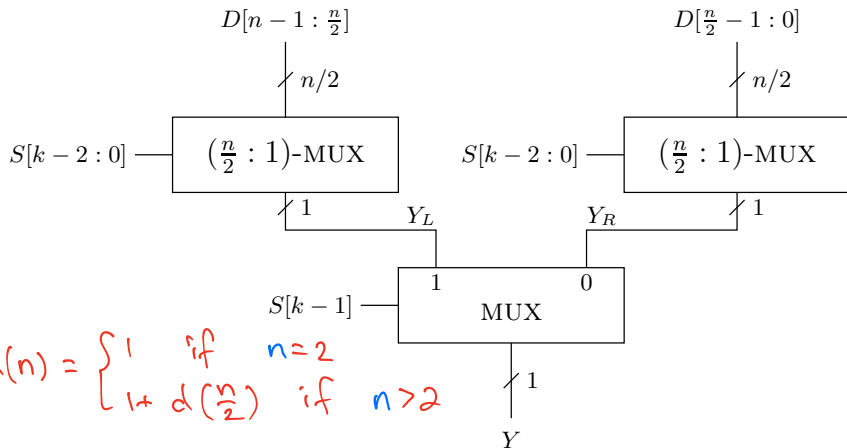 D[n − 1 : n/2] D[n/2 − 1 : 0]
n/2 n/2
S[k − 2 : 0] (n/2 : 1)-MUX S[k − 2 : 0] (n/2 : 1)-MUX
1 Y_L Y_R 1
1 0
S[k − 1] MUX
(n) = { 1 if n=2
1+ d(n/2) if n>2
1
Y